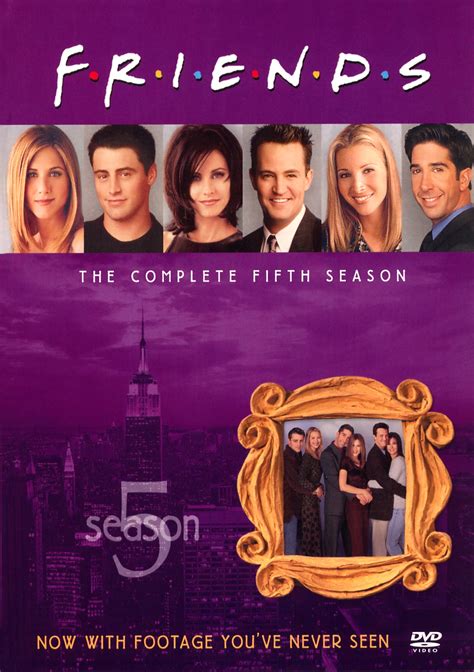 F•R•I•E•N•D•S
THE COMPLETE FIFTH SEASON
5
season
NOW WITH FOOTAGE YOU'VE NEVER SEEN
DVD
VIDEO